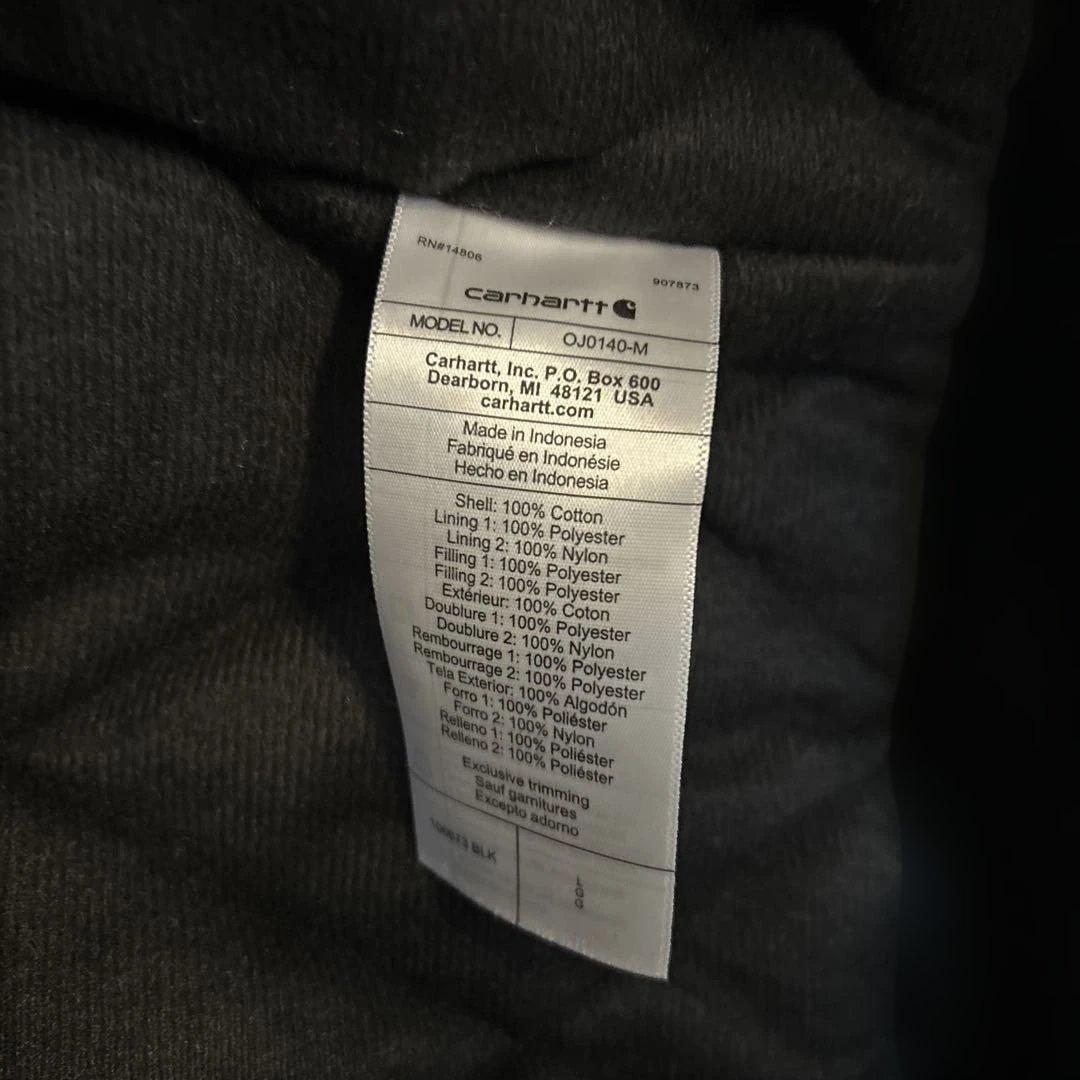 RN#14806
907873
carhartt
MODEL NO. OJ0140-M
Carhartt, Inc. P.O. Box 600
Dearborn, MI 48121 USA
carhartt.com
Made in Indonesia
Fabriqué en Indonésie
Hecho en Indonesia
Shell: 100% Cotton
Lining 1: 100% Polyester
Lining 2: 100% Nylon
Filling 1: 100% Polyester
Filling 2: 100% Polyester
Extérieur: 100% Coton
Doublure 1: 100% Polyester
Doublure 2: 100% Nylon
Rembourrage 1: 100% Polyester
Rembourrage 2: 100% Polyester
Tela Exterior: 100% Algodón
Forro 1: 100% Poliéster
Forro 2: 100% Nylon
Relleno 1: 100% Poliéster
Relleno 2: 100% Poliéster
Exclusive trimming
Sauf garnitures
Excepto adorno
BLK
L
G
G